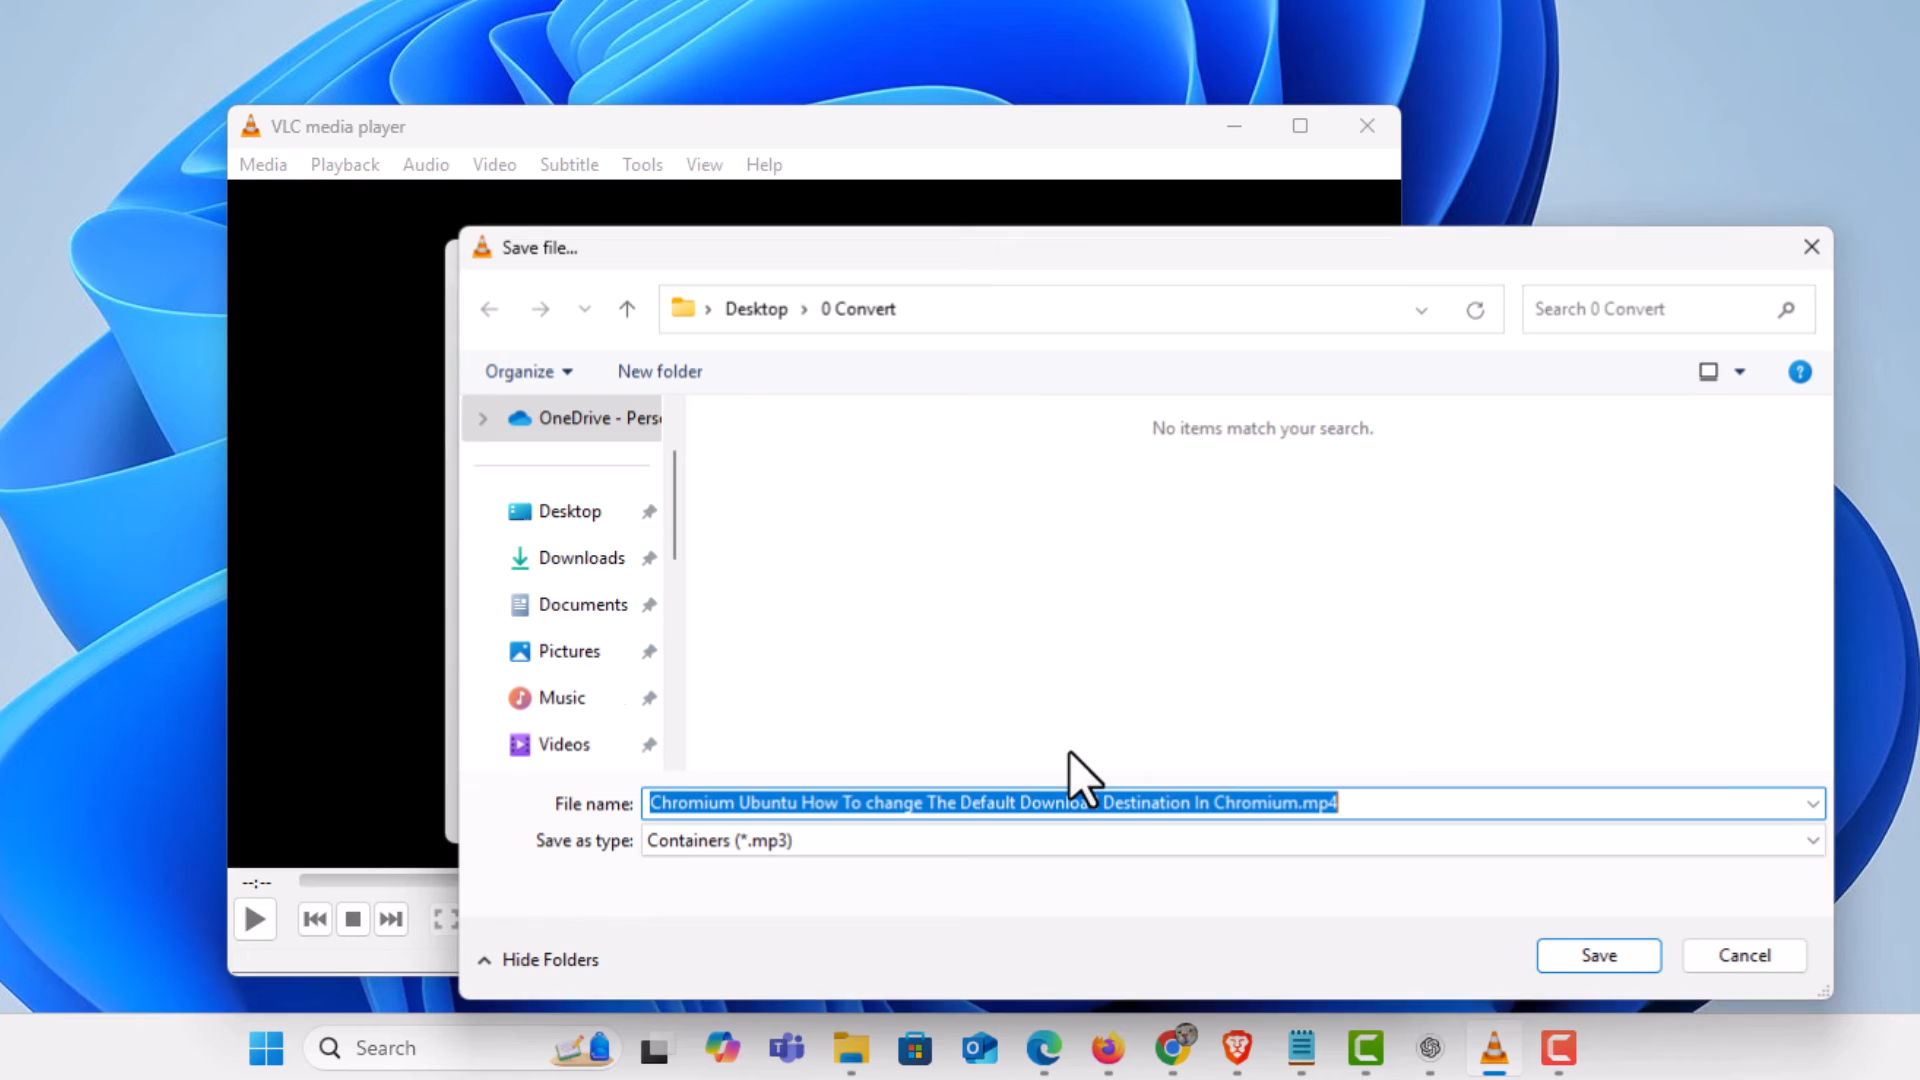 VLC media player
Media Playback Audio Video Subtitle Tools View Help
Save file...
Desktop 0 Convert
Search 0 Convert
Organize New folder
OneDrive -
No items match your search.
Desktop
Downloads
Documents
Pictures
Music
Videos
File name: Chromium Ubuntu How To change The Default Download Destination In Chromium.mp4
Save as type: Containers (*.mp3)
--:--
Hide Folders
Save Cancel
Search